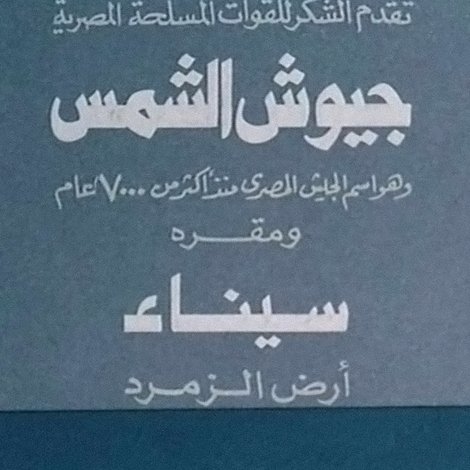 تقدم الشكر للقوات المسلحة المصرية
جيوش الشمس
وهو اسم الجيش المصرى منذ أكثر من ٧٠٠٠ عام
ومقره
سيناء
أرض الزمرد